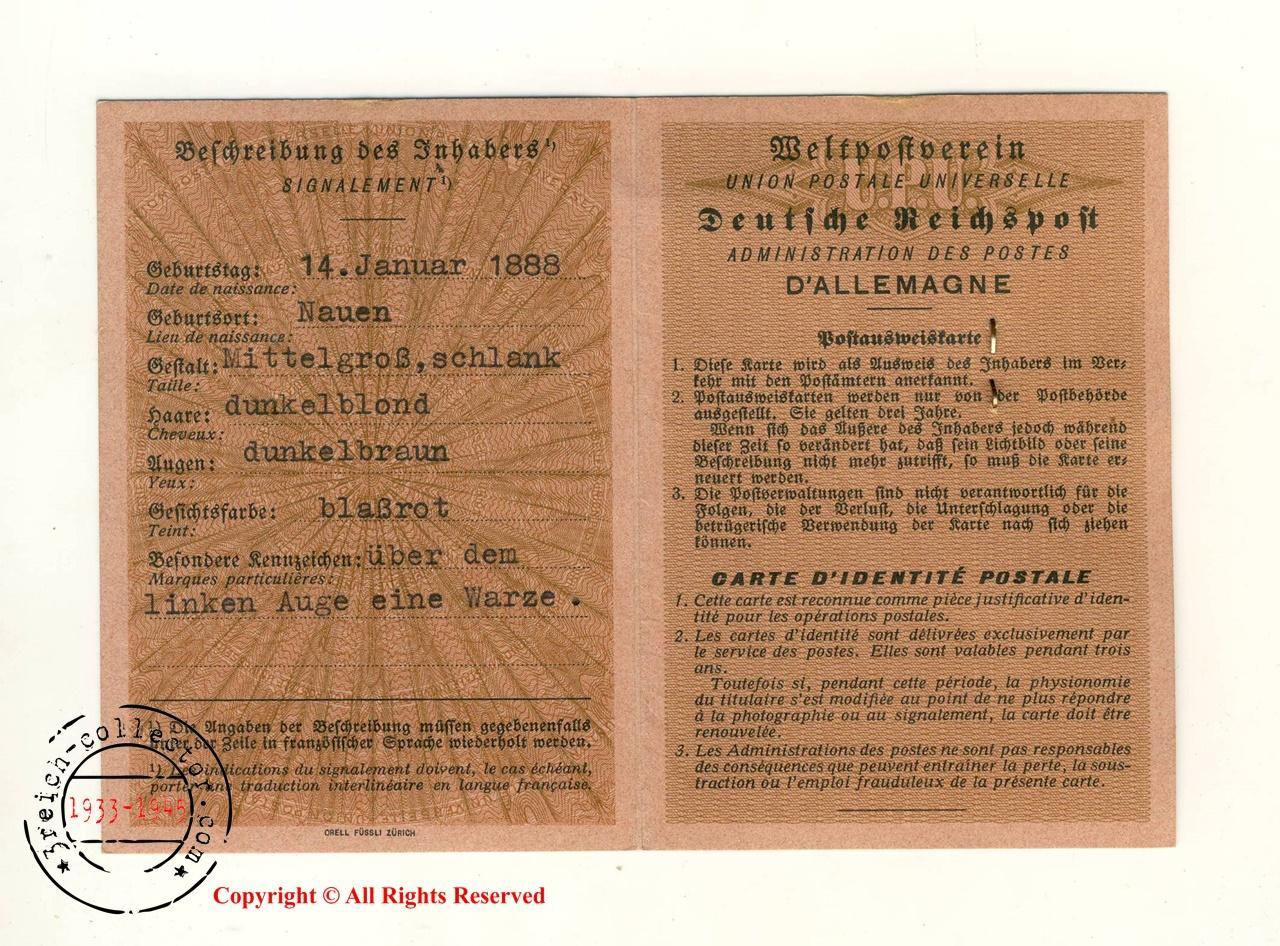 Beschreibung des Inhabers¹)
SIGNALEMENT¹)
Geburtstag: 14.Januar 1888
Date de naissance:
Geburtsort: Nauen
Lieu de naissance:
Gestalt: Mittelgroß,schlank
Taille:
Haare: dunkelblond
Cheveux:
Augen: dunkelbraun
Yeux:
Gesichtsfarbe: blaßrot
Teint:
Besondere Kennzeichen: über dem
Marques particulières:
linken Auge eine Warze.
¹) Die Angaben der Beschreibung müssen gegebenenfalls
unter der Zeile in französischer Sprache wiederholt werden.
¹) Les indications du signalement doivent, le cas échéant,
porter une traduction interlinéaire en langue française.
ORELL FÜSSLI ZÜRICH
Weltpostverein
UNION POSTALE UNIVERSELLE
U.P.U.
Deutsche Reichspost
ADMINISTRATION DES POSTES
D'ALLEMAGNE
Postausweiskarte
1. Diese Karte wird als Ausweis des Inhabers im Ver-
kehr mit den Postämtern anerkannt.
2. Postausweiskarten werden nur von der Postbehörde
ausgestellt. Sie gelten drei Jahre.
Wenn sich das Äußere des Inhabers jedoch während
dieser Zeit so verändert hat, daß sein Lichtbild oder seine
Beschreibung nicht mehr zutrifft, so muß die Karte er-
neuert werden.
3. Die Postverwaltungen sind nicht verantwortlich für die
Folgen, die der Verlust, die Unterschlagung oder die
betrügerische Verwendung der Karte nach sich ziehen
können.
CARTE D'IDENTITÉ POSTALE
1. Cette carte est reconnue comme pièce justificative d'iden-
tité pour les opérations postales.
2. Les cartes d'identité sont délivrées exclusivement par
le service des postes. Elles sont valables pendant trois
ans.
Toutefois si, pendant cette période, la physionomie
du titulaire s'est modifiée au point de ne plus répondre
à la photographie ou au signalement, la carte doit être
renouvelée.
3. Les Administrations des postes ne sont pas responsables
des conséquences que peuvent entraîner la perte, la sous-
traction ou l'emploi frauduleux de la présente carte.
3reich-collector.com
1933-1945
Copyright © All Rights Reserved